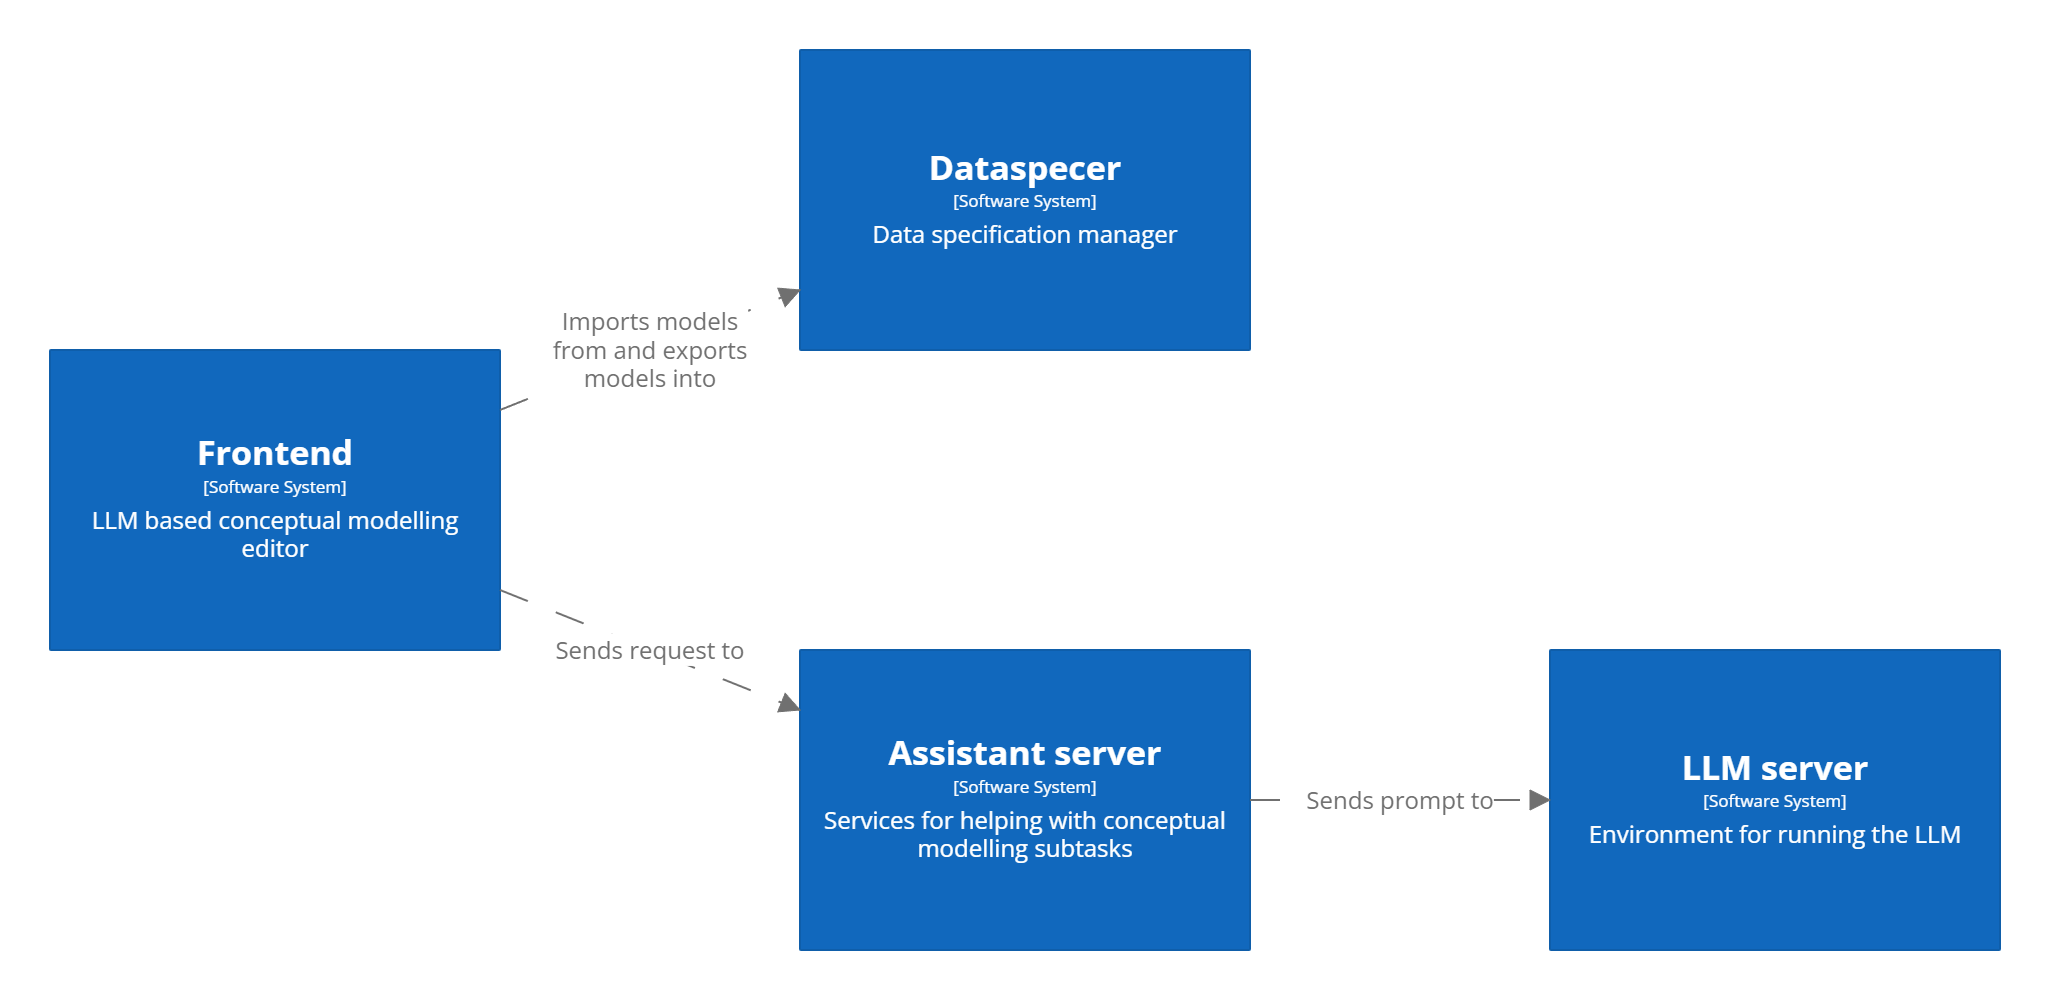 Dataspecer
[Software System]
Data specification manager
Imports models
from and exports
models into
Frontend
[Software System]
LLM based conceptual modelling
editor
Sends request to
Assistant server
[Software System]
Services for helping with conceptual
modelling subtasks
Sends prompt to
LLM server
[Software System]
Environment for running the LLM